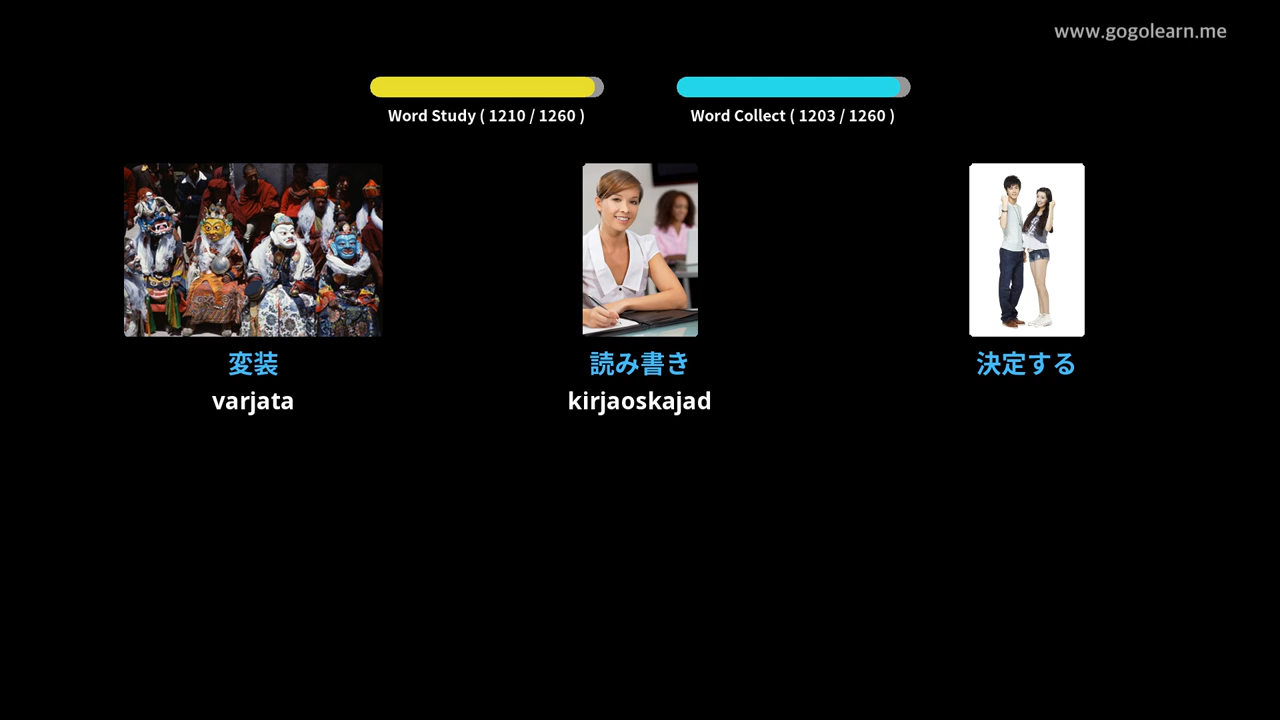 www.gogolearn.me
Word Study ( 1210 / 1260 )
Word Collect ( 1203 / 1260 )
変装
読み書き
決定する
varjata
kirjaoskajad